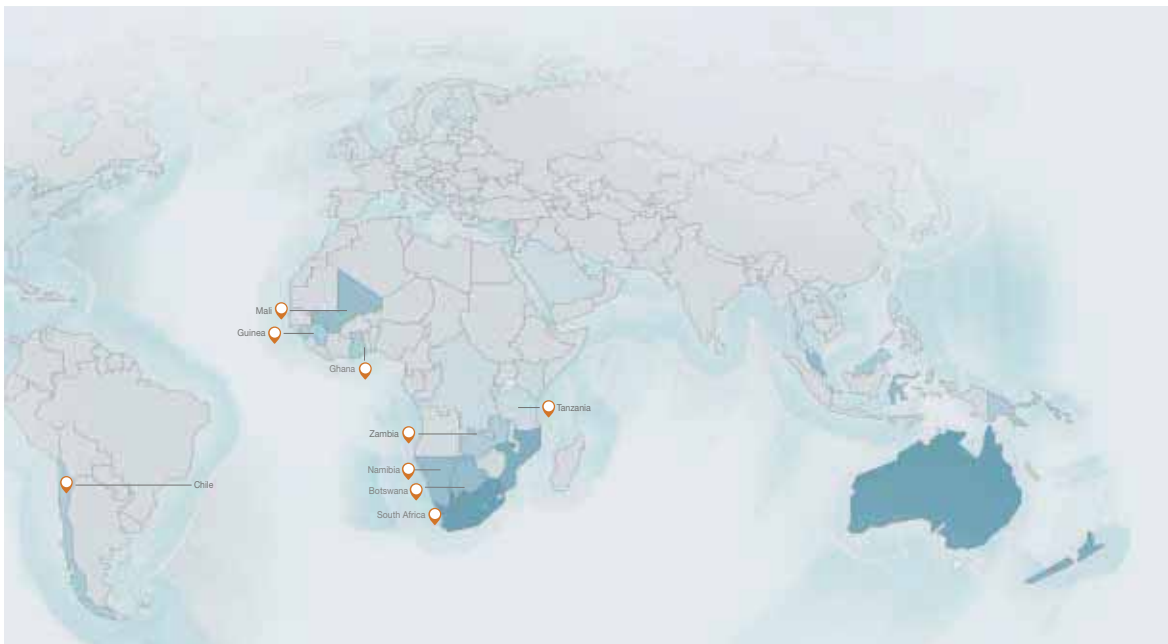 Mali
Guinea
Ghana
Tanzania
Zambia
Namibia
Chile
Botswana
South Africa